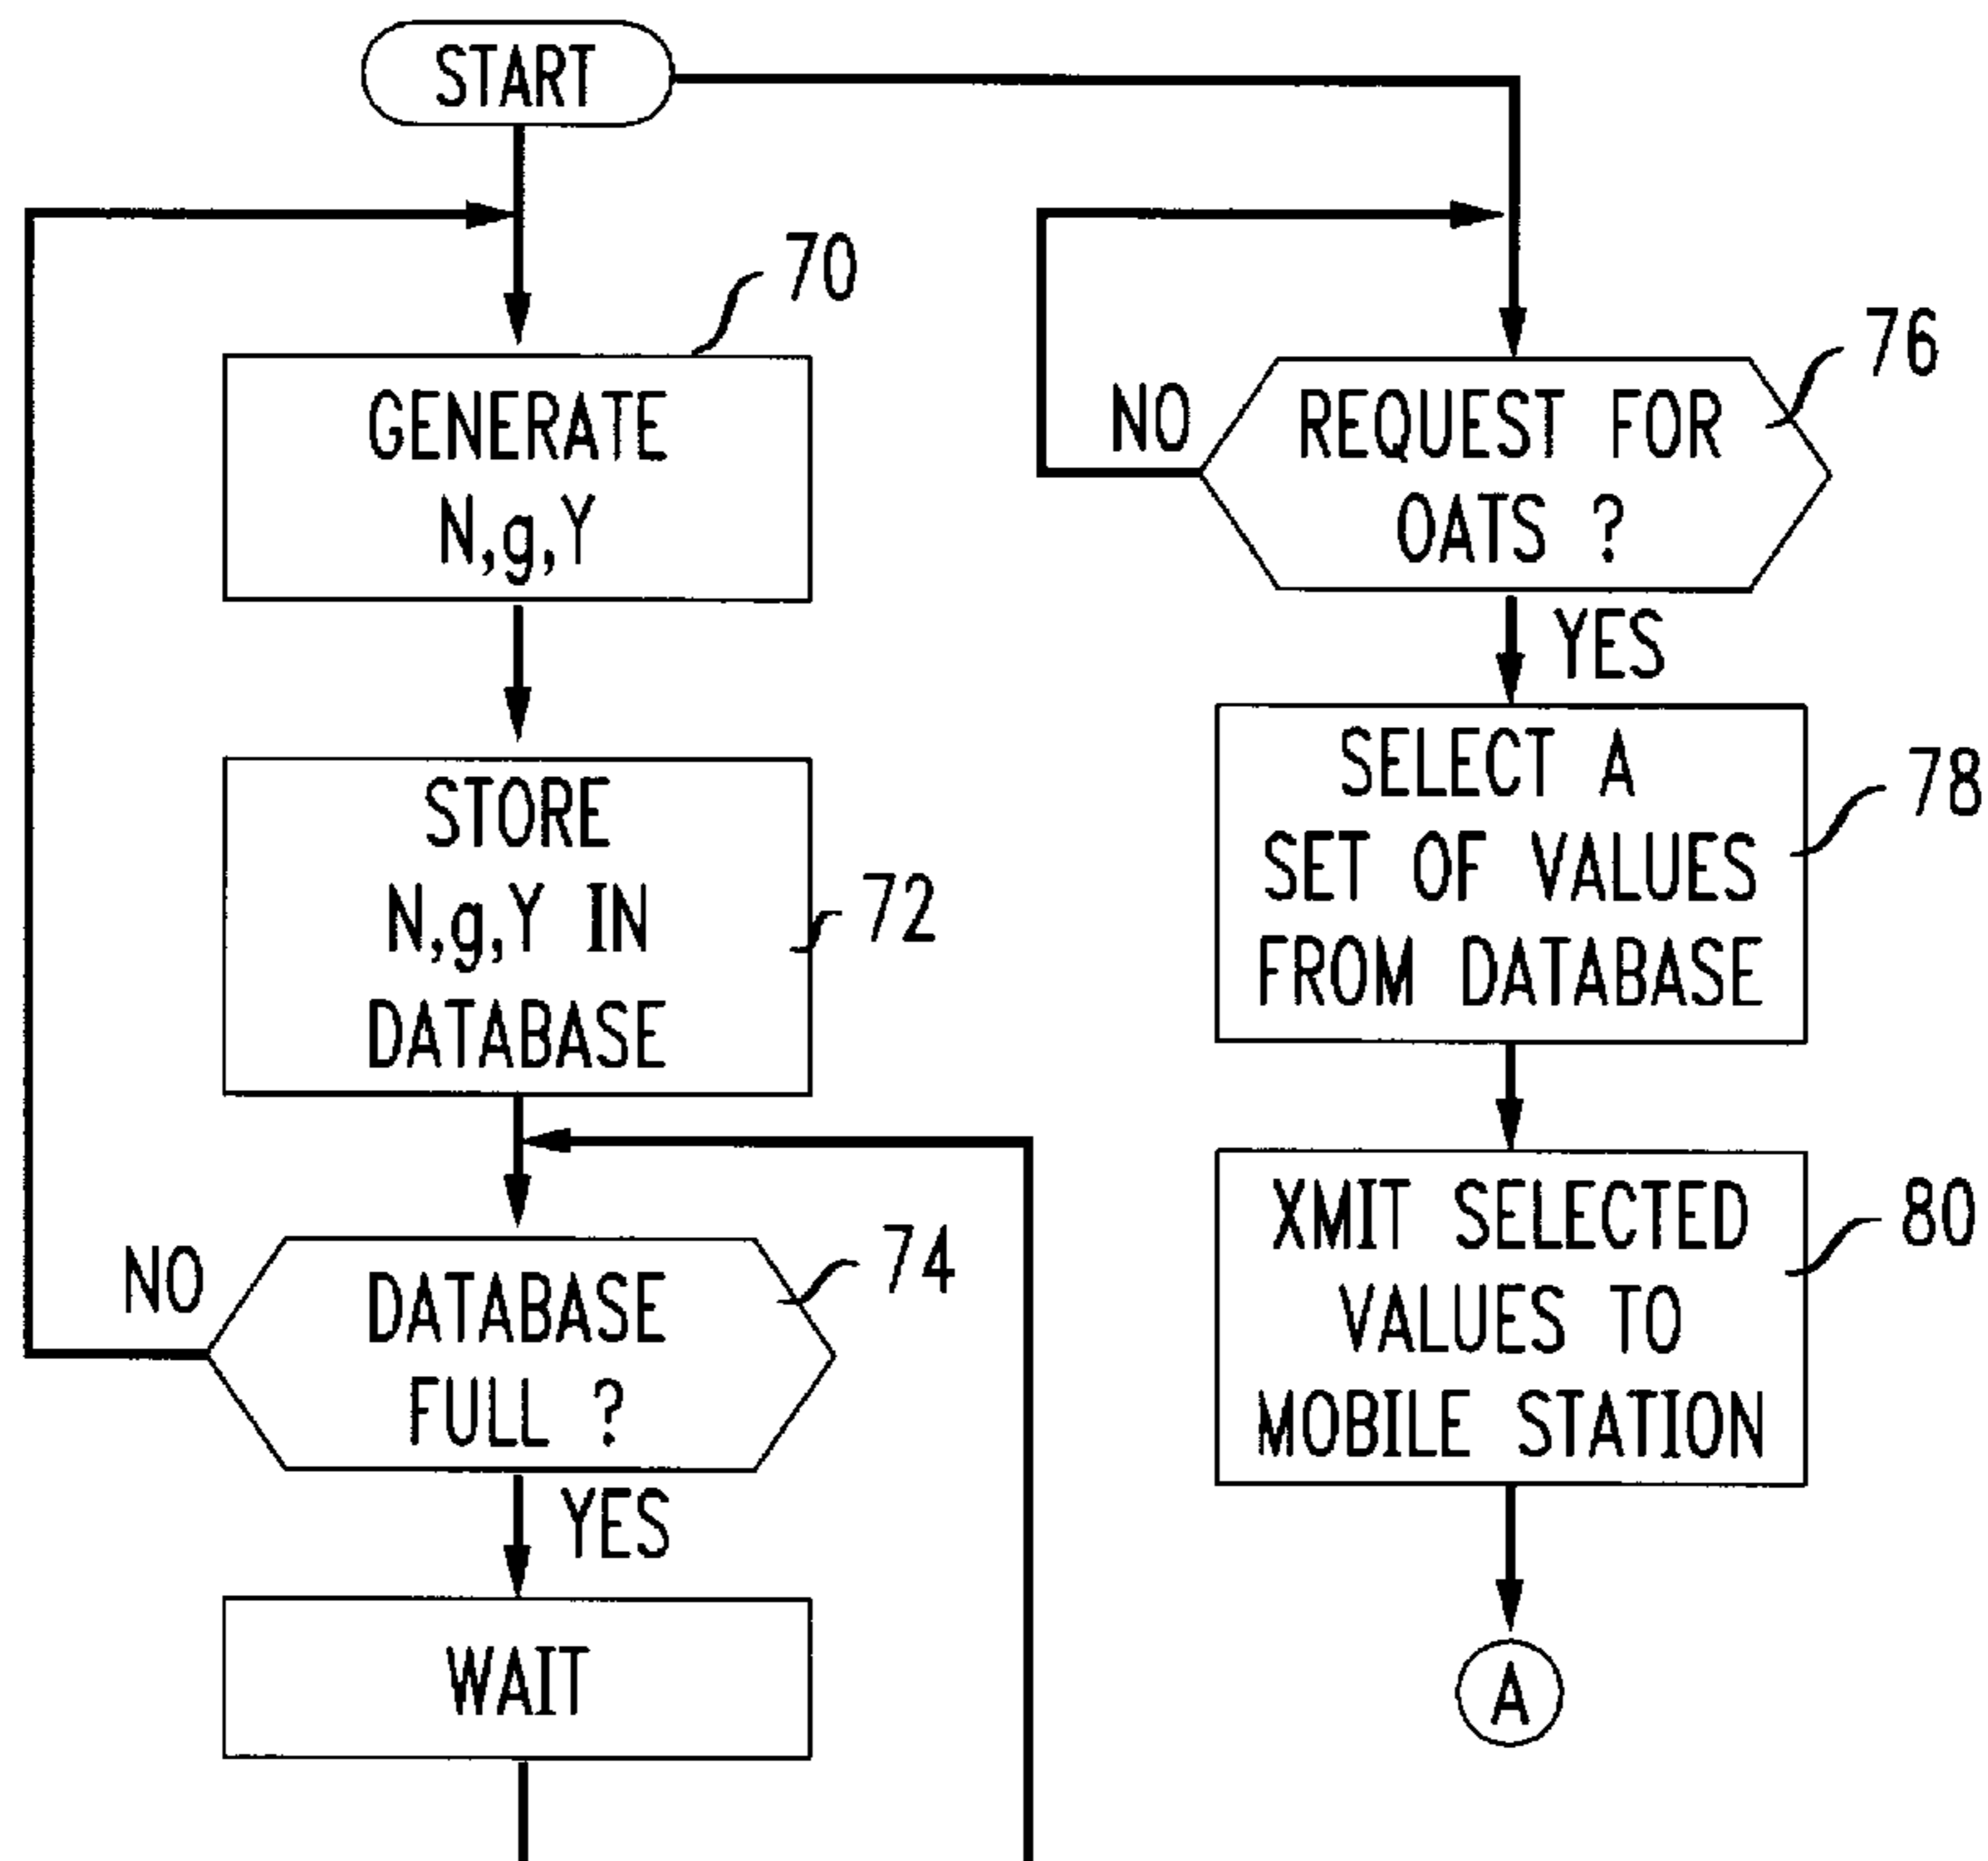 START
70
GENERATE
N,g,Y
STORE
N,g,Y IN
DATABASE
72
DATABASE
FULL ?
74
NO
YES
WAIT
REQUEST FOR
OATS ?
76
NO
YES
SELECT A
SET OF VALUES
FROM DATABASE
78
XMIT SELECTED
VALUES TO
MOBILE STATION
80
A